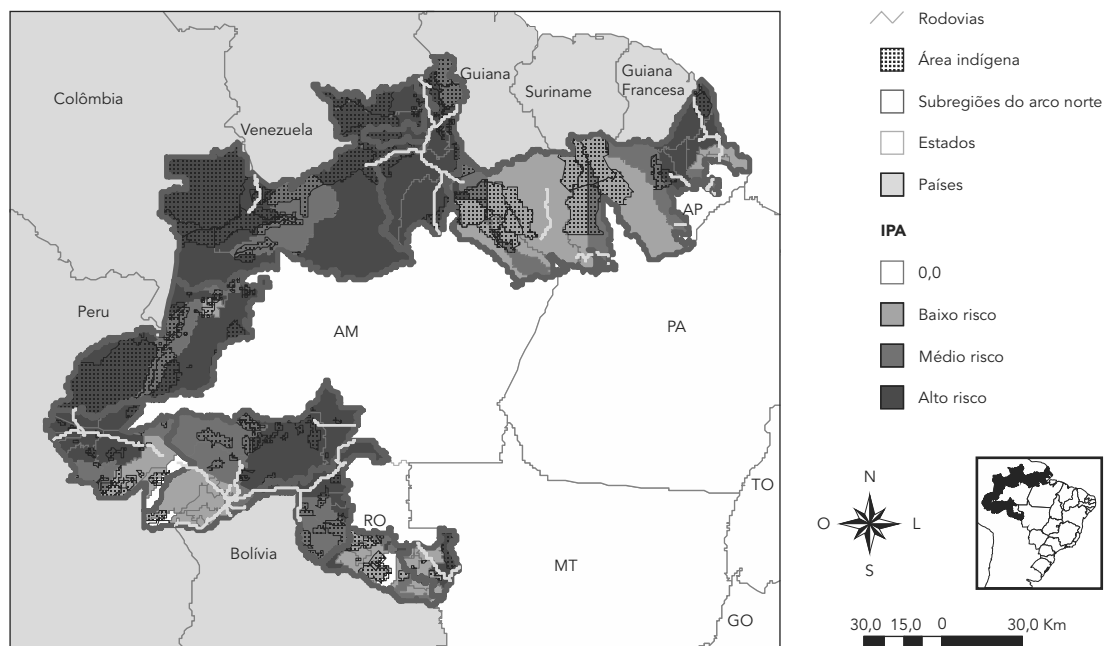 Colômbia
Venezuela
Guiana
Suriname
Guiana
Francesa
AP
Peru
AM
PA
RO
Bolívia
MT
TO
GO
Rodovias
Área indígena
Subregiões do arco norte
Estados
Países
IPA
0,0
Baixo risco
Médio risco
Alto risco
N
O L
S
30,0 15,0 0 30,0 Km